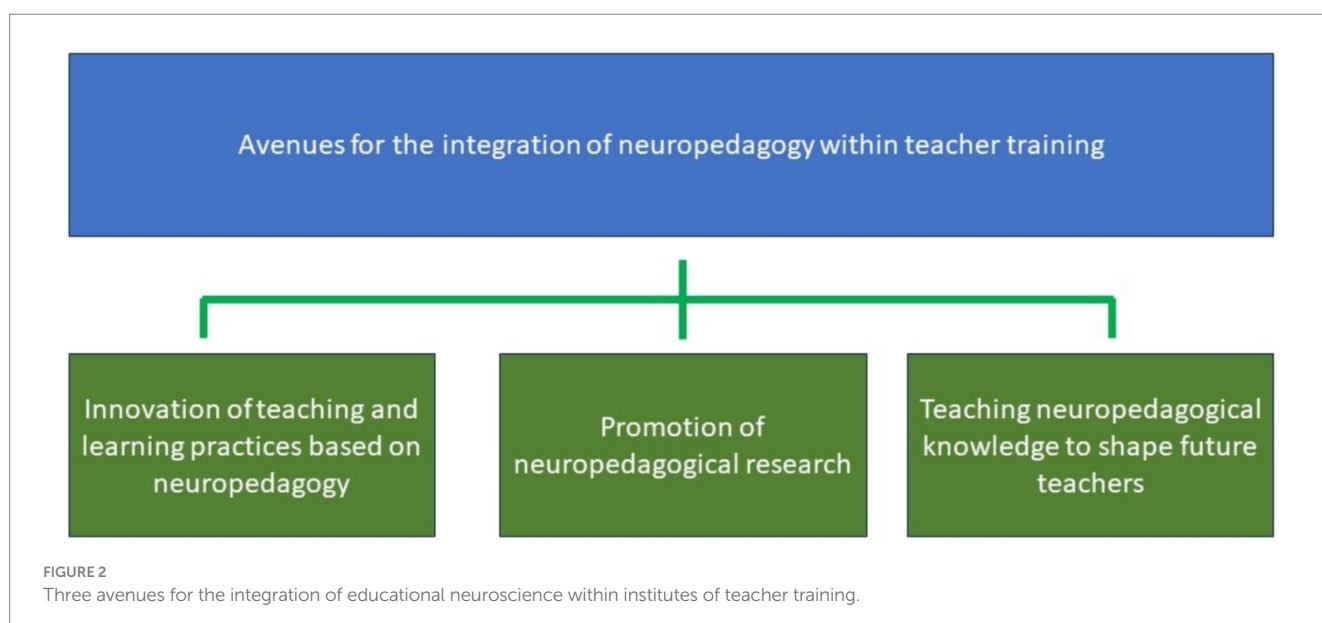 Avenues for the integration of neuropedagogy within teacher training
Innovation of teaching and
learning practices based on
neuropedagogy
Promotion of
neuropedagogical research
Teaching neuropedagogical
knowledge to shape future
teachers
FIGURE 2
Three avenues for the integration of educational neuroscience within institutes of teacher training.